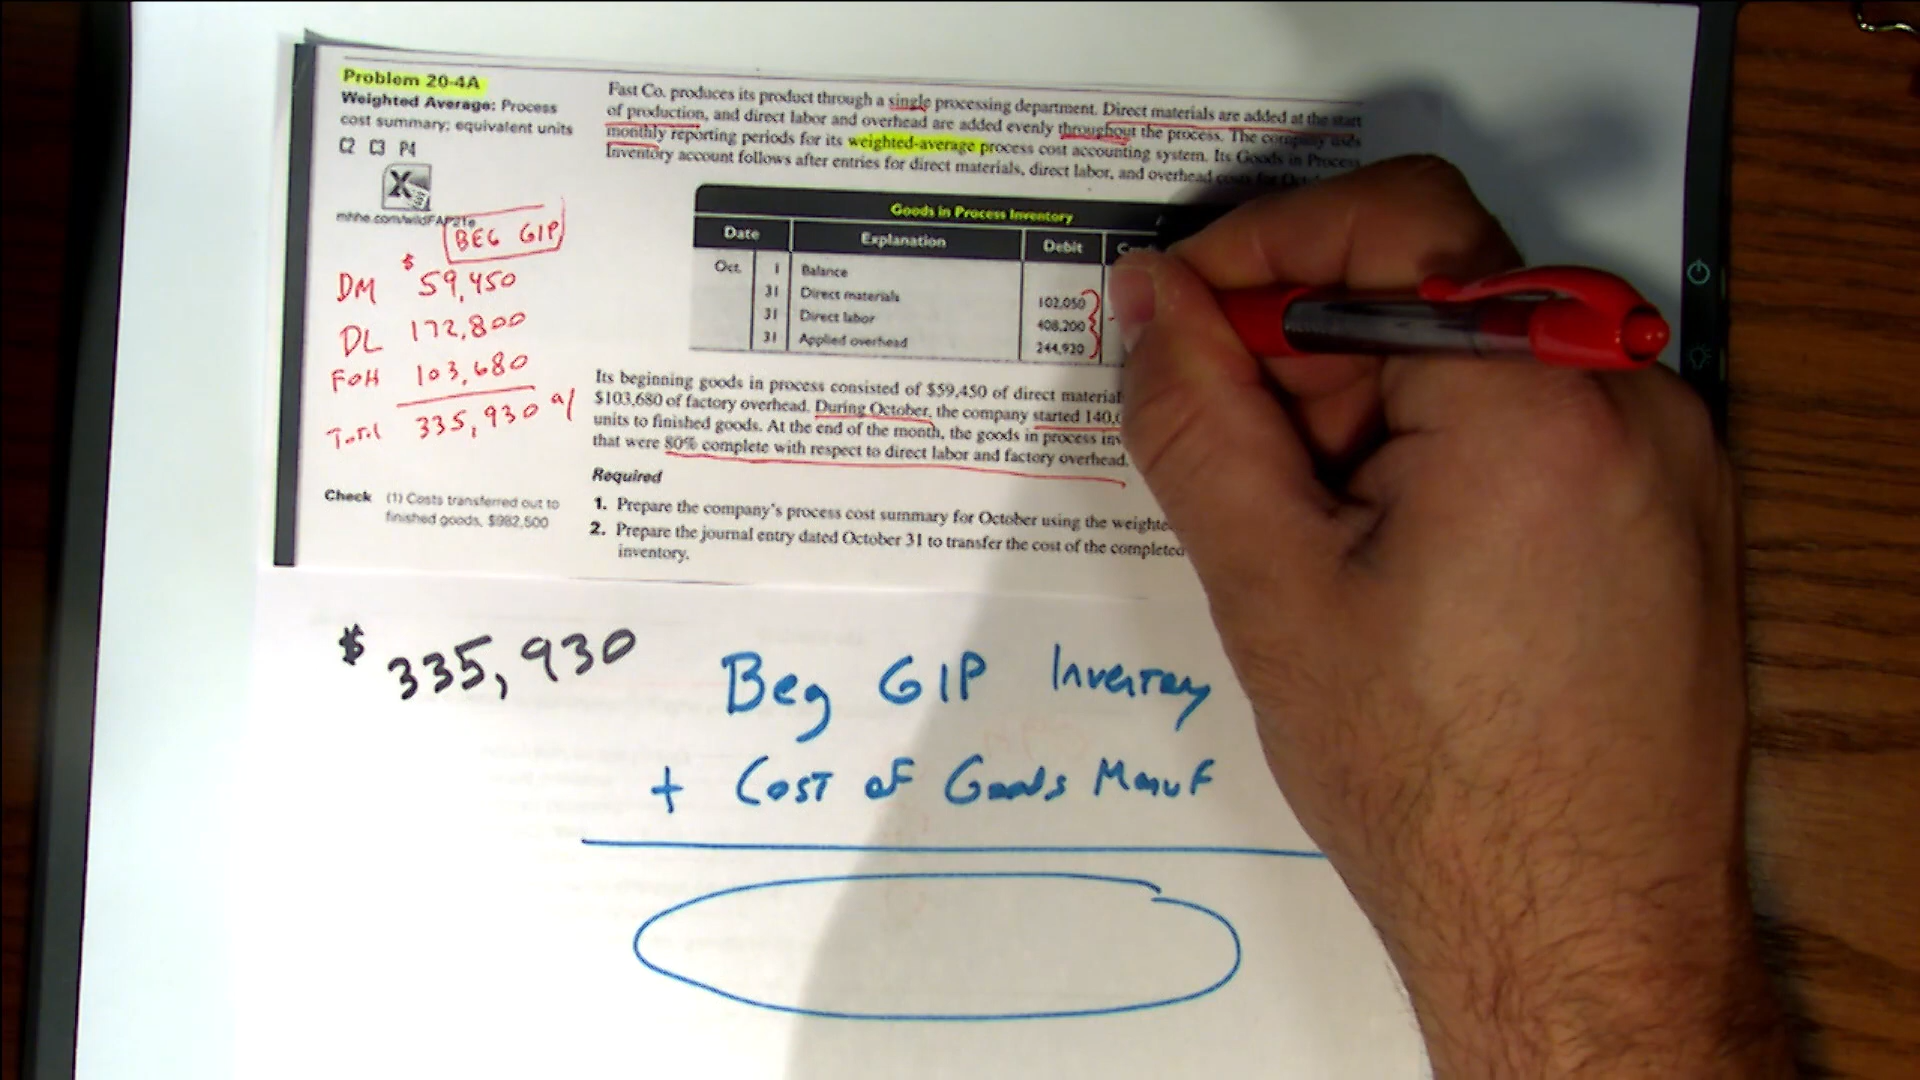 Problem 20-4A
Weighted Average: Process
cost summary; equivalent units
C2 C3 P4
X
mhhe.com/wildFAP21e
BEG GIP
DM $ 59,450
DL 172,800
FOH 103,680
Total 335,930 a/
Check (1) Costs transferred out to
finished goods, $982,500
Fast Co. produces its product through a single processing department. Direct materials are added at the start
of production, and direct labor and overhead are added evenly throughout the process. The company uses
monthly reporting periods for its weighted-average process cost accounting system. Its Goods in Process
Inventory account follows after entries for direct materials, direct labor, and overhead costs for
Goods in Process Inventory
Date Explanation Debit
Oct. 1 Balance
31 Direct materials 102,050
31 Direct labor 408,200
31 Applied overhead 244,920
Its beginning goods in process consisted of $59,450 of direct
$103,680 of factory overhead. During October, the company started
units to finished goods. At the end of the month, the goods in process
that were 80% complete with respect to direct labor and factory overhead.
Required
1. Prepare the company's process cost summary for October using the
2. Prepare the journal entry dated October 31 to transfer the cost of the completed
inventory.
$ 335,930 Beg GIP Inventory
+ Cost of Goods Manuf